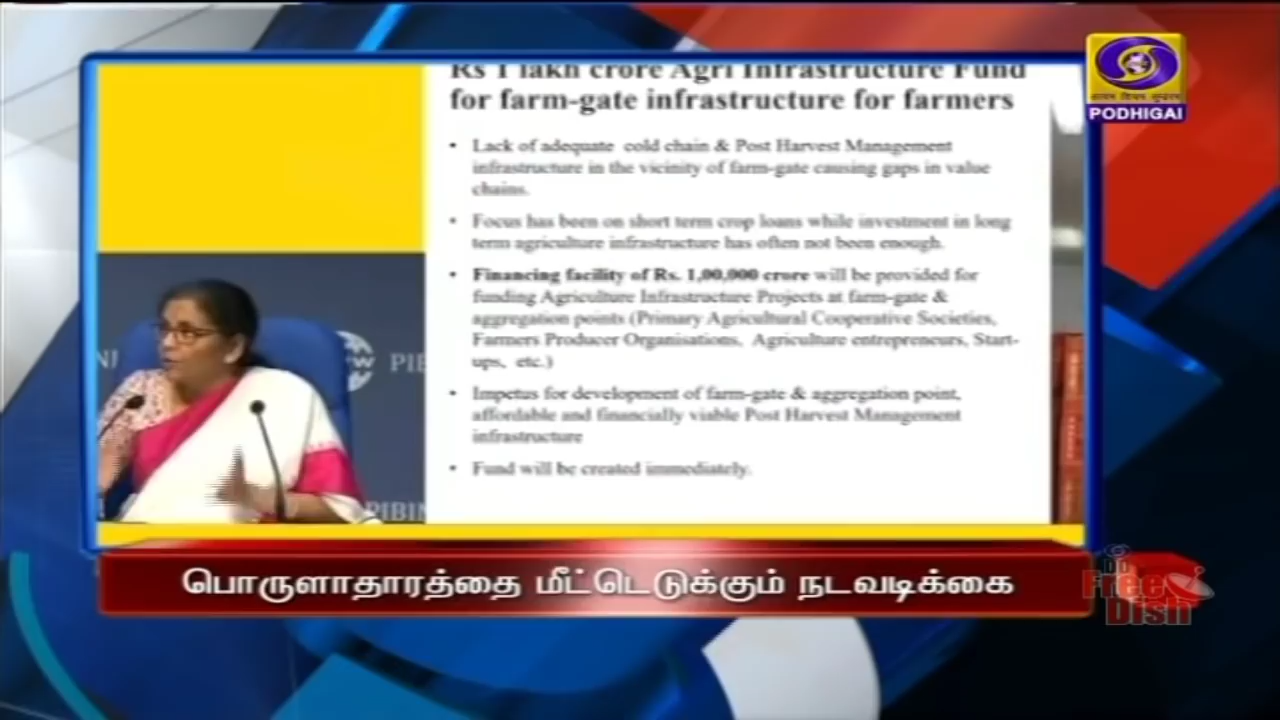 Rs 1 lakh crore Agri Infrastructure Fund
for farm-gate infrastructure for farmers
• Lack of adequate cold chain & Post Harvest Management
infrastructure in the vicinity of farm-gate causing gaps in value
chains.
• Focus has been on short term crop loans while investment in long
term agriculture infrastructure has often not been enough.
• Financing facility of Rs. 1,00,000 crore will be provided for
funding Agriculture Infrastructure Projects at farm-gate &
aggregation points (Primary Agricultural Cooperative Societies,
Farmers Producer Organisations, Agriculture entrepreneurs, Start-
ups, etc.)
• Impetus for development of farm-gate & aggregation point,
affordable and financially viable Post Harvest Management
infrastructure
• Fund will be created immediately.
PODHIGAI
PIB
PIBIN
பொருளாதாரத்தை மீட்டெடுக்கும் நடவடிக்கை
DD
Free
Dish